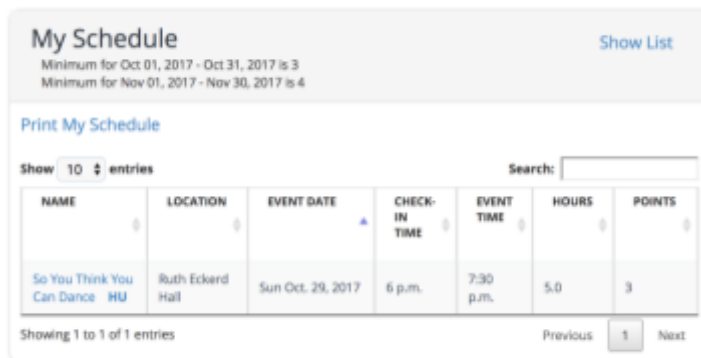 My Schedule
Show List
Minimum for Oct 01, 2017 - Oct 31, 2017 is 3
Minimum for Nov 01, 2017 - Nov 30, 2017 is 4
Print My Schedule
Show 10 entries
Search:
NAME LOCATION EVENT DATE CHECK- EVENT HOURS POINTS
IN TIME
TIME
So You Think You Ruth Eckerd Sun Oct. 29, 2017 6 p.m. 7:30 5.0 3
Can Dance HU Hall p.m.
Showing 1 to 1 of 1 entries Previous 1 Next